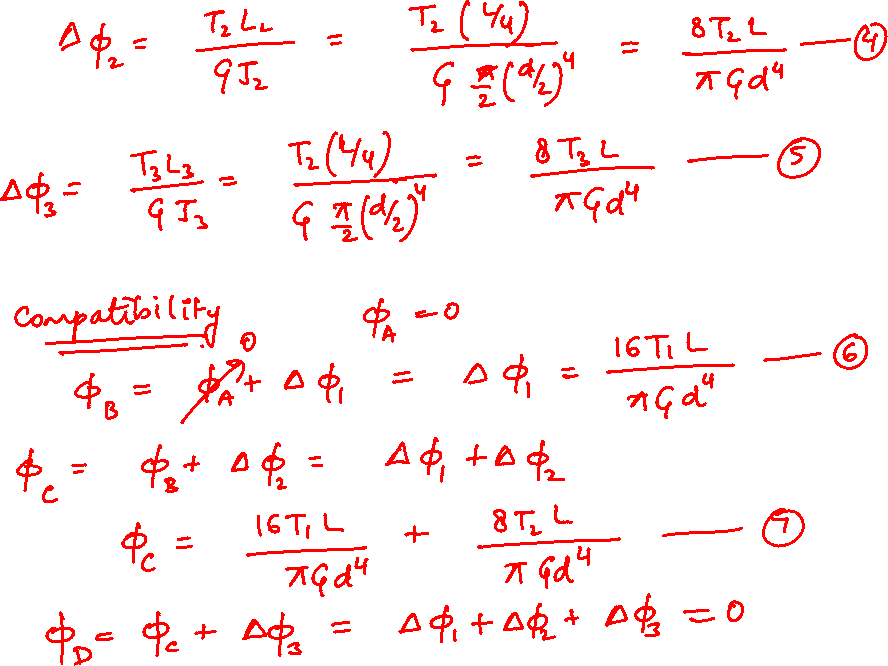 Δϕ₂ = T₂L₂/GJ₂ = T₂(L/4)/(G π/2 (d/2)⁴) = 8T₂L/πGd⁴ — ④
Δϕ₃ = T₃L₃/GJ₃ = T₂(L/4)/(G π/2 (d/2)⁴) = 8T₃L/πGd⁴ — ⑤
Compatibility ϕ_A = 0
ϕ_B = ϕ_A↗0 + Δϕ₁ = Δϕ₁ = 16T₁L/πGd⁴ — ⑥
ϕ_C = ϕ_B + Δϕ₂ = Δϕ₁ + Δϕ₂
ϕ_C = 16T₁L/πGd⁴ + 8T₂L/πGd⁴ — ⑦
ϕ_D = ϕ_C + Δϕ₃ = Δϕ₁ + Δϕ₂ + Δϕ₃ = 0